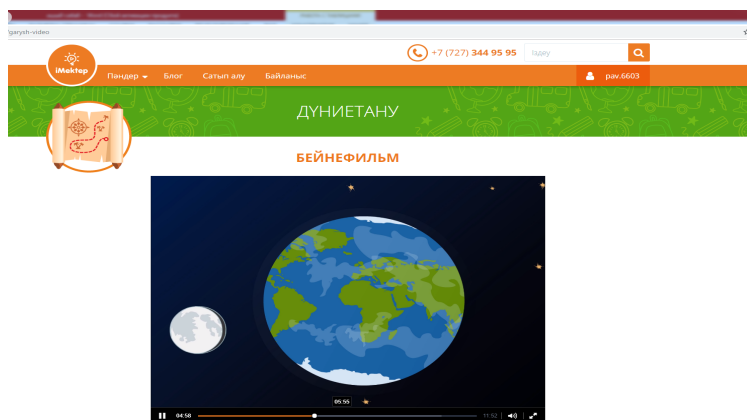 /garysh-video
+7 (727) 344 95 95
Іздеу
iMektep
Пәндер
Блог
Сатып алу
Байланыс
pav.6603
ДҮНИЕТАНУ
БЕЙНЕФИЛЬМ
05:55
04:58
11:52